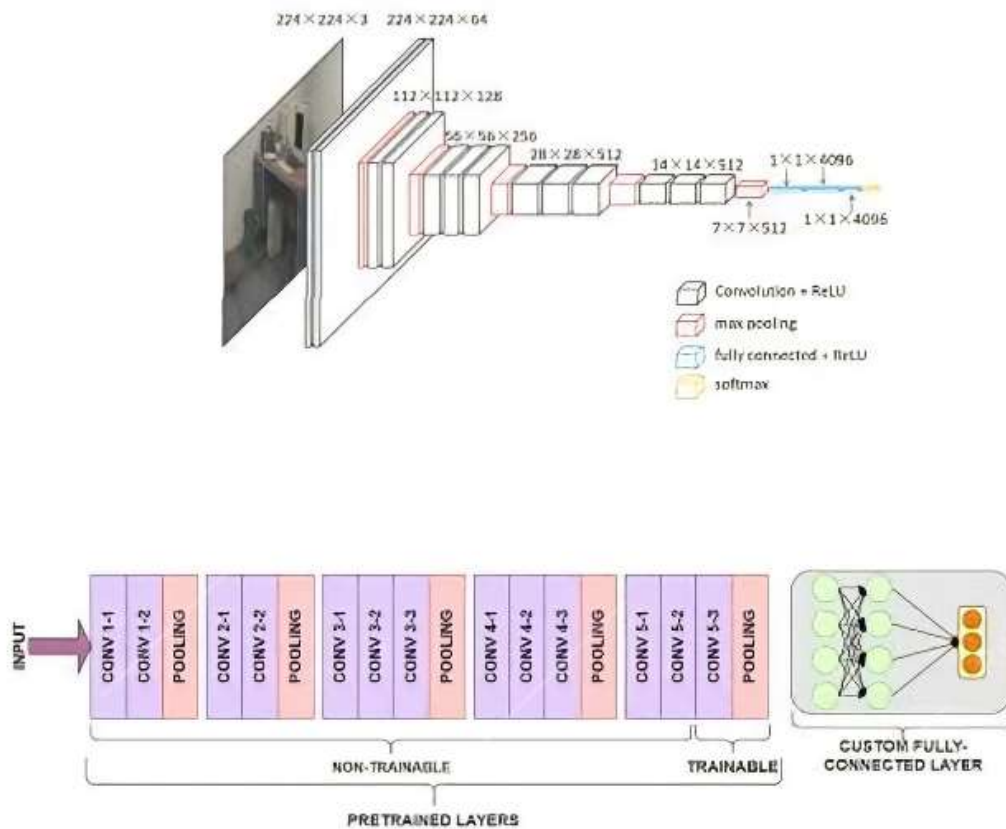 224×224×3 224×224×64
112×112×128
56×56×256
28×28×512
14×14×512
1×1×4096
7×7×512
1×1×4096
Convolution + ReLU
max pooling
fully connected + ReLU
softmax
INPUT
CONV 1-1
CONV 1-2
POOLING
CONV 2-1
CONV 2-2
POOLING
CONV 3-1
CONV 3-2
CONV 3-3
POOLING
CONV 4-1
CONV 4-2
CONV 4-3
POOLING
CONV 5-1
CONV 5-2
CONV 5-3
POOLING
NON-TRAINABLE
TRAINABLE
CUSTOM FULLY-
CONNECTED LAYER
PRETRAINED LAYERS